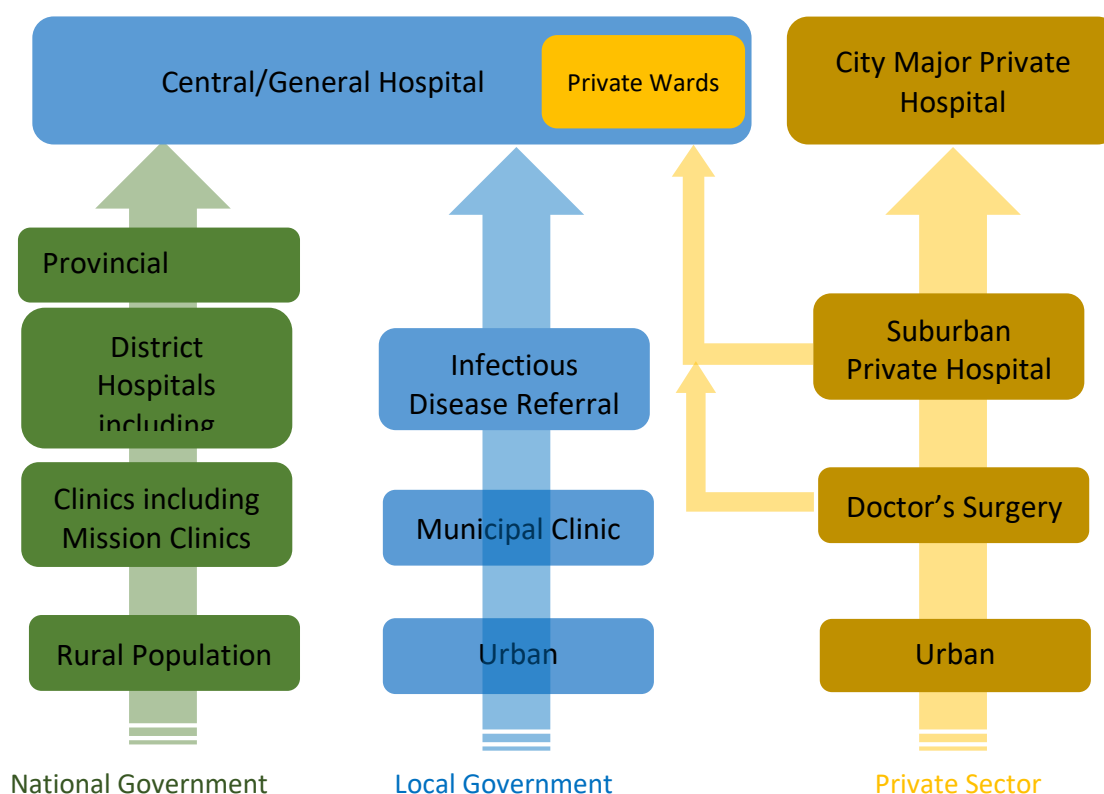 Central/General Hospital
Private Wards
City Major Private
Hospital
Provincial
District
Hospitals
including
Clinics including
Mission Clinics
Rural Population
Infectious
Disease Referral
Municipal Clinic
Urban
Suburban
Private Hospital
Doctor’s Surgery
Urban
National Government
Local Government
Private Sector